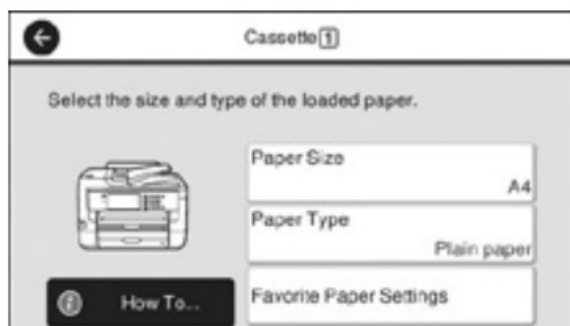 Cassette 1
Select the size and type of the loaded paper.
Paper Size
A4
Paper Type
Plain paper
How To...
Favorite Paper Settings